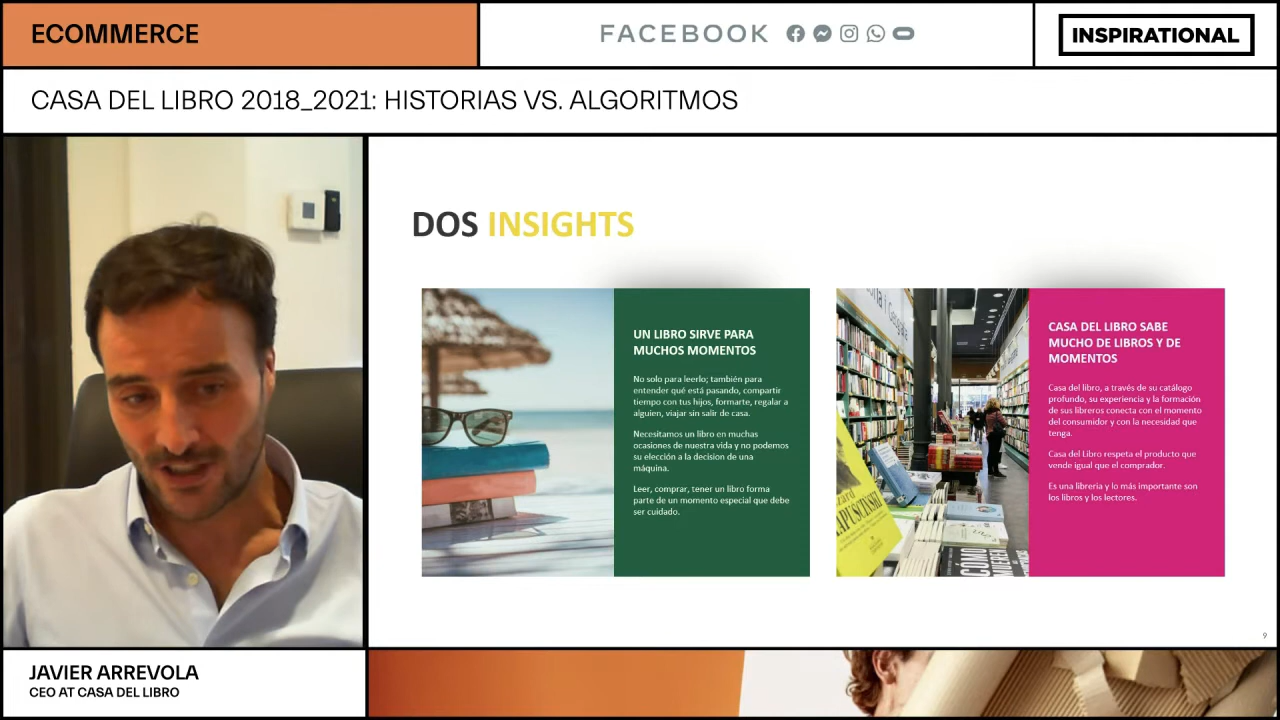 ECOMMERCE
FACEBOOK
INSPIRATIONAL
CASA DEL LIBRO 2018_2021: HISTORIAS VS. ALGORITMOS
DOS INSIGHTS
UN LIBRO SIRVE PARA
MUCHOS MOMENTOS
No solo para leerlo; también para
entender qué está pasando, compartir
tiempo con tus hijos, formarte, regalar a
alguien, viajar sin salir de casa.
Necesitamos un libro en muchas
ocasiones de nuestra vida y no podemos
su elección a la decision de una
máquina.
Leer, comprar, tener un libro forma
parte de un momento especial que debe
ser cuidado.
CASA DEL LIBRO SABE
MUCHO DE LIBROS Y DE
MOMENTOS
Casa del libro, a través de su catálogo
profundo, su experiencia y la formación
de sus libreros conecta con el momento
del consumidor y con la necesidad que
tenga.
Casa del Libro respeta el producto que
vende igual que el comprador.
Es una libreria y lo más importante son
los libros y los lectores.
CÓMO
9
JAVIER ARREVOLA
CEO AT CASA DEL LIBRO